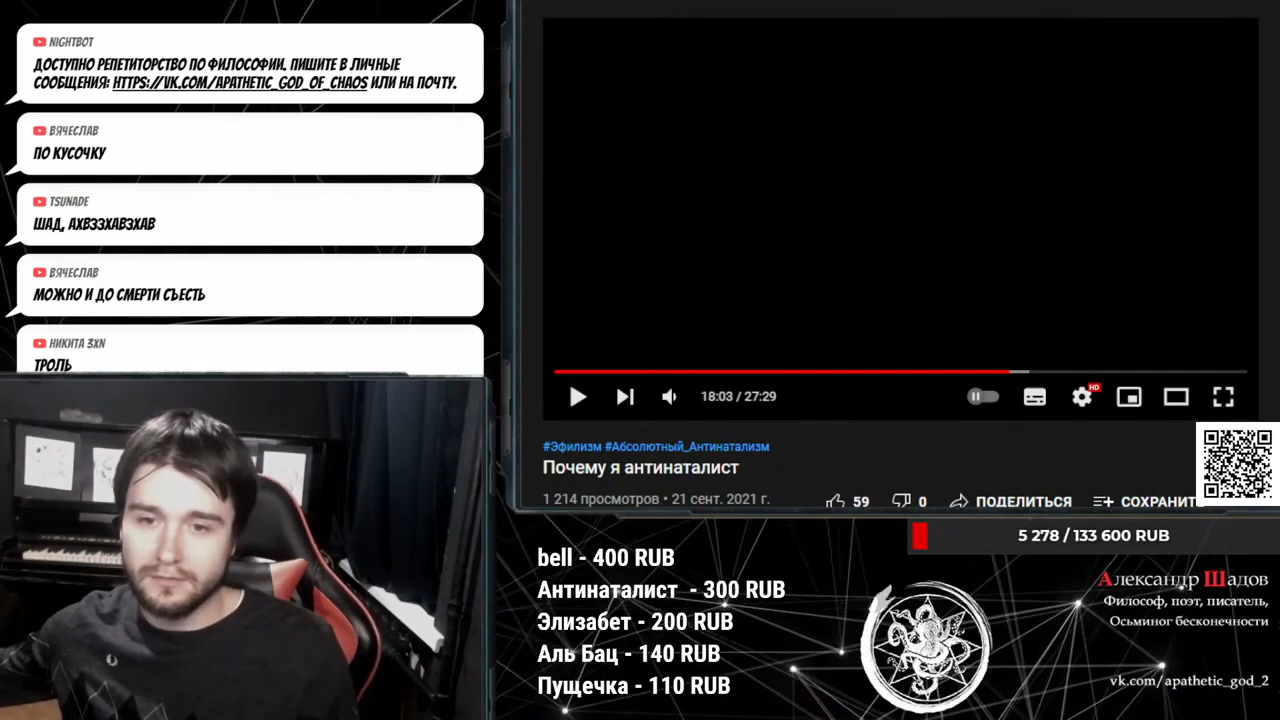 NIGHTBOT
ДОСТУПНО РЕПЕТИТОРСТВО ПО ФИЛОСОФИИ. ПИШИТЕ В ЛИЧНЫЕ
СООБЩЕНИЯ: HTTPS://VK.COM/APATHETIC_GOD_OF_CHAOS ИЛИ НА ПОЧТУ.
ВЯЧЕСЛАВ
ПО КУСОЧКУ
TSUNADE
ШАД, АХВЗЗХАВЗХАВ
ВЯЧЕСЛАВ
МОЖНО И ДО СМЕРТИ СЪЕСТЬ
НИКИТА 3XN
ТРОЛЬ
18:03 / 27:29
HD
#Эфилизм #Абсолютный_Антинатализм
Почему я антинаталист
1 214 просмотров • 21 сент. 2021 г.
59
0
ПОДЕЛИТЬСЯ
СОХРАНИТЬ
5 278 / 133 600 RUB
bell - 400 RUB
Антинаталист - 300 RUB
Элизабет - 200 RUB
Аль Бац - 140 RUB
Пущечка - 110 RUB
Александр Шадов
Философ, поэт, писатель,
Осьминог бесконечности
vk.com/apathetic_god_2